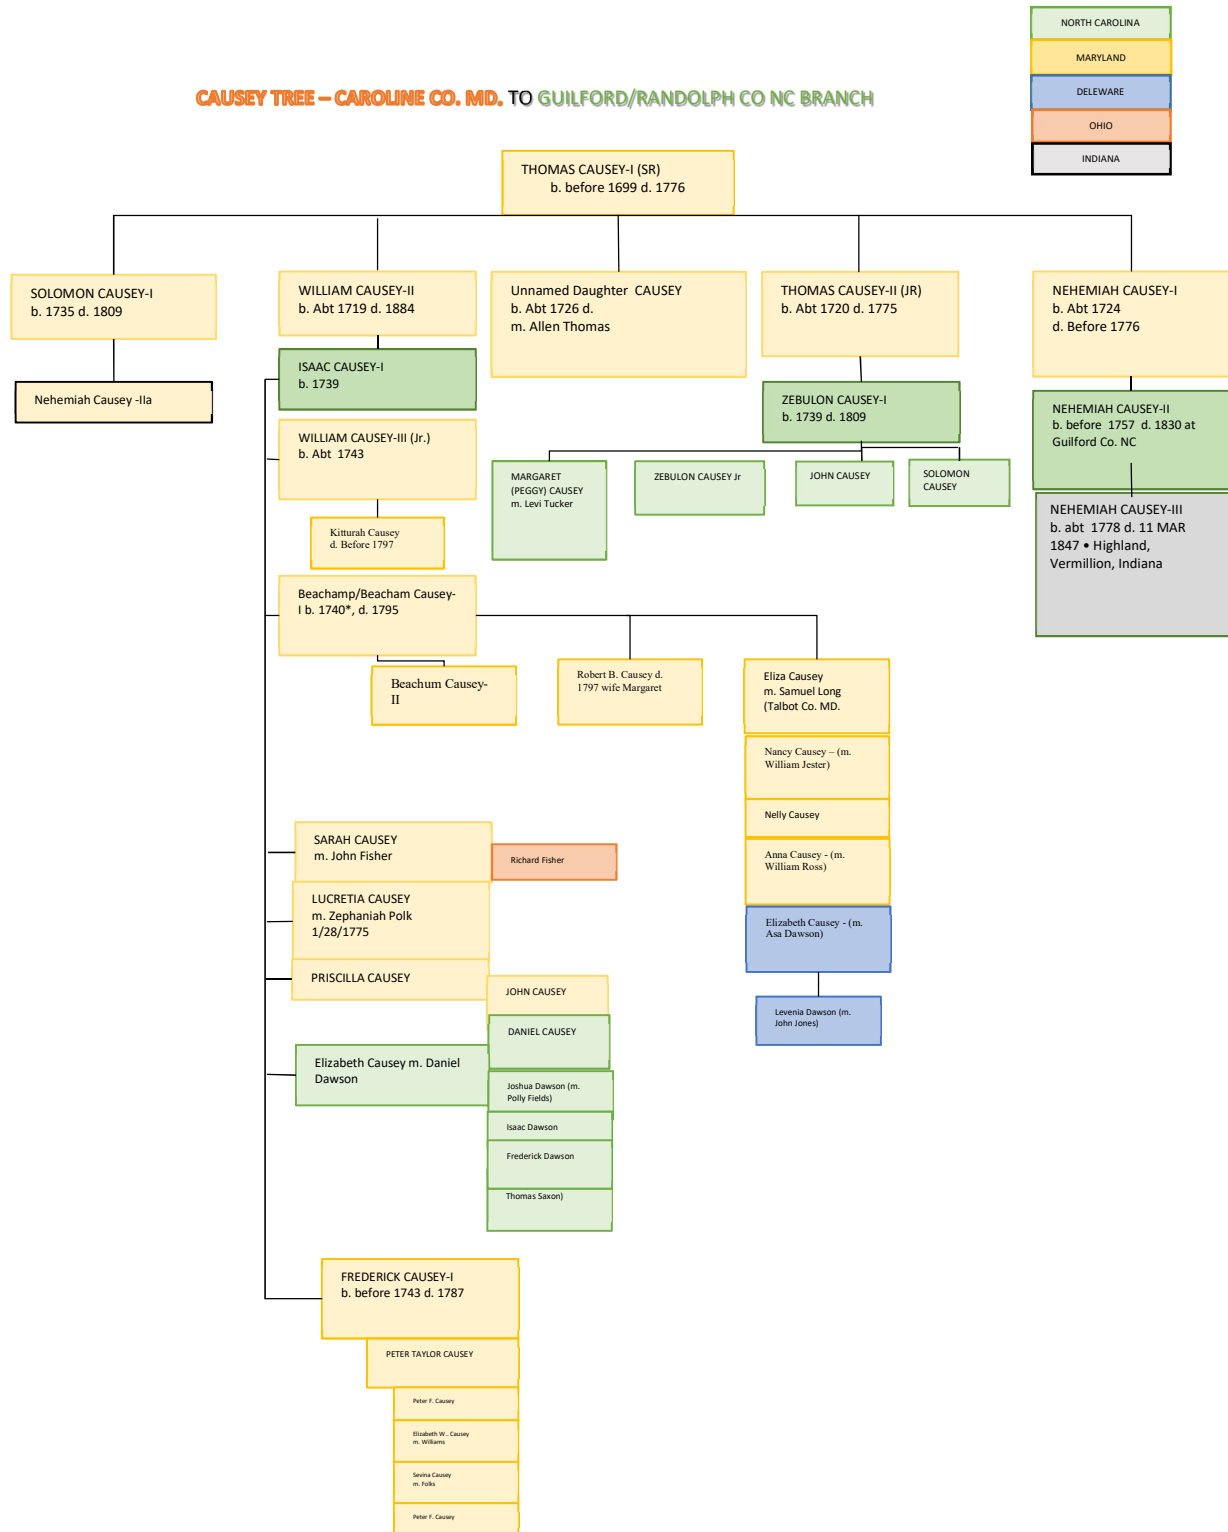 NORTH CAROLINA
MARYLAND
DELEWARE
OHIO
INDIANA
CAUSEY TREE – CAROLINE CO. MD. TO GUILFORD/RANDOLPH CO NC BRANCH
THOMAS CAUSEY-I (SR)
b. before 1699 d. 1776
SOLOMON CAUSEY-I
b. 1735 d. 1809
WILLIAM CAUSEY-II
b. Abt 1719 d. 1884
Unnamed Daughter CAUSEY
b. Abt 1726 d.
m. Allen Thomas
THOMAS CAUSEY-II (JR)
b. Abt 1720 d. 1775
NEHEMIAH CAUSEY-I
b. Abt 1724
d. Before 1776
Nehemiah Causey -IIa
ISAAC CAUSEY-I
b. 1739
ZEBULON CAUSEY-I
b. 1739 d. 1809
NEHEMIAH CAUSEY-II
b. before 1757 d. 1830 at
Guilford Co. NC
WILLIAM CAUSEY-III (Jr.)
b. Abt 1743
MARGARET
(PEGGY) CAUSEY
m. Levi Tucker
ZEBULON CAUSEY Jr
JOHN CAUSEY
SOLOMON
CAUSEY
NEHEMIAH CAUSEY-III
b. abt 1778 d. 11 MAR
1847 • Highland,
Vermillion, Indiana
Kitturah Causey
d. Before 1797
Beachamp/Beacham Causey-
I b. 1740*, d. 1795
Beachum Causey-
II
Robert B. Causey d.
1797 wife Margaret
Eliza Causey
m. Samuel Long
(Talbot Co. MD.
Nancy Causey – (m.
William Jester)
Nelly Causey
Anna Causey - (m.
William Ross)
Elizabeth Causey - (m.
Asa Dawson)
Levenia Dawson (m.
John Jones)
SARAH CAUSEY
m. John Fisher
Richard Fisher
LUCRETIA CAUSEY
m. Zephaniah Polk
1/28/1775
PRISCILLA CAUSEY
JOHN CAUSEY
DANIEL CAUSEY
Elizabeth Causey m. Daniel
Dawson
Joshua Dawson (m.
Polly Fields)
Isaac Dawson
Frederick Dawson
Thomas Saxon)
FREDERICK CAUSEY-I
b. before 1743 d. 1787
PETER TAYLOR CAUSEY
Peter F. Causey
Elizabeth W.. Causey
m. Williams
Sevina Causey
m. Folks
Peter F. Causey